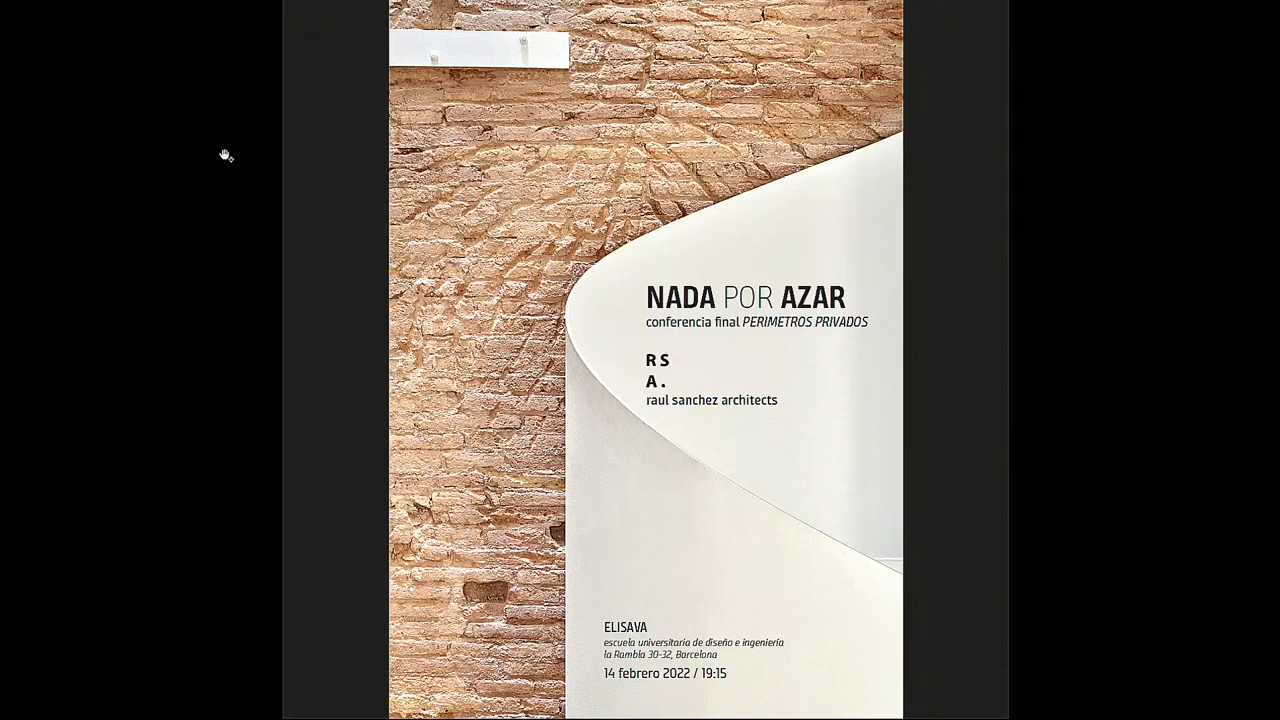 NADA POR AZAR
conferencia final PERIMETROS PRIVADOS
R S
A .
raul sanchez architects
ELISAVA
escuela universitaria de diseño e ingeniería
la Rambla 30-32, Barcelona
14 febrero 2022 / 19:15